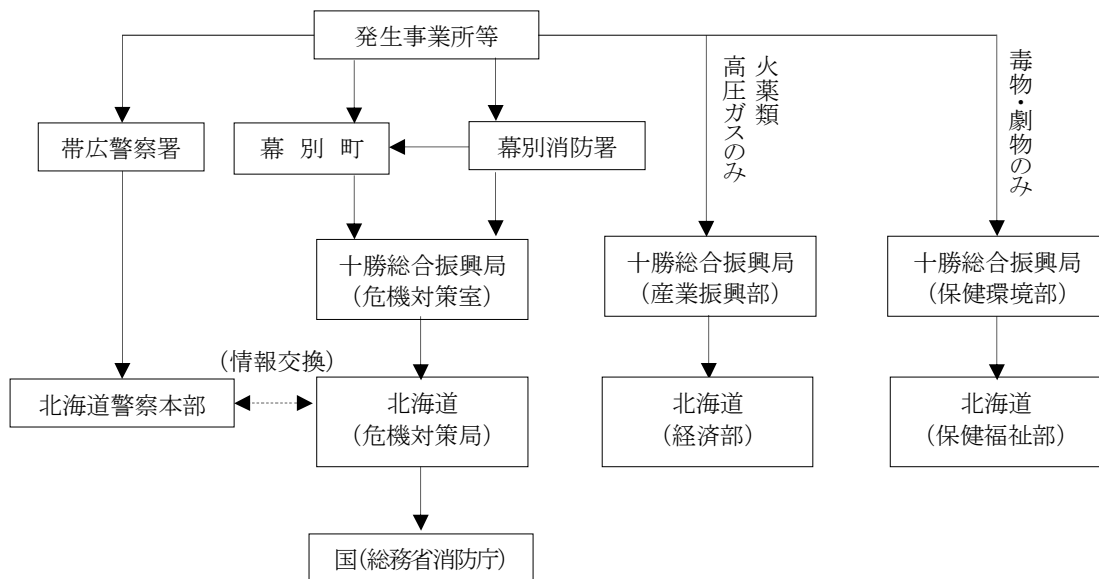 発生事業所等
火薬類
高圧ガスのみ
毒物・劇物のみ
帯広警察署
幕 別 町
幕別消防署
十勝総合振興局
（危機対策室）
十勝総合振興局
（産業振興部）
十勝総合振興局
（保健環境部）
（情報交換）
北海道警察本部
北海道
（危機対策局）
北海道
（経済部）
北海道
（保健福祉部）
国（総務省消防庁）